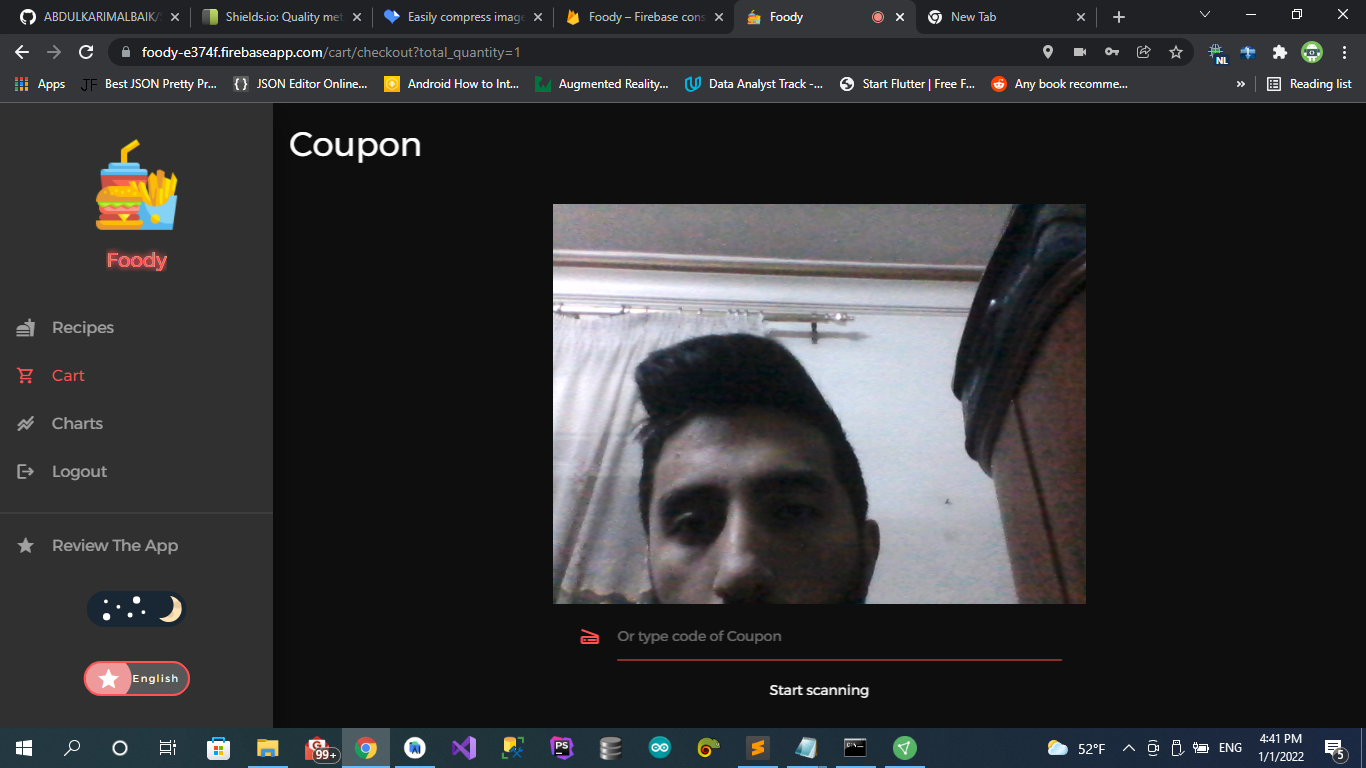 ABDULKARIMALBAIK/
Shields.io: Quality met
Easily compress image
Foody – Firebase cons
Foody
New Tab
foody-e374f.firebaseapp.com/cart/checkout?total_quantity=1
NL
Apps
JF Best JSON Pretty Pr...
{} JSON Editor Online...
Android How to Int...
Augmented Reality...
Data Analyst Track -...
Start Flutter | Free F...
Any book recomme...
»
Reading list
Foody
Recipes
Cart
Charts
Logout
Review The App
English
Coupon
Or type code of Coupon
Start scanning
99+
PS
52°F
ENG
4:41 PM
1/1/2022
5